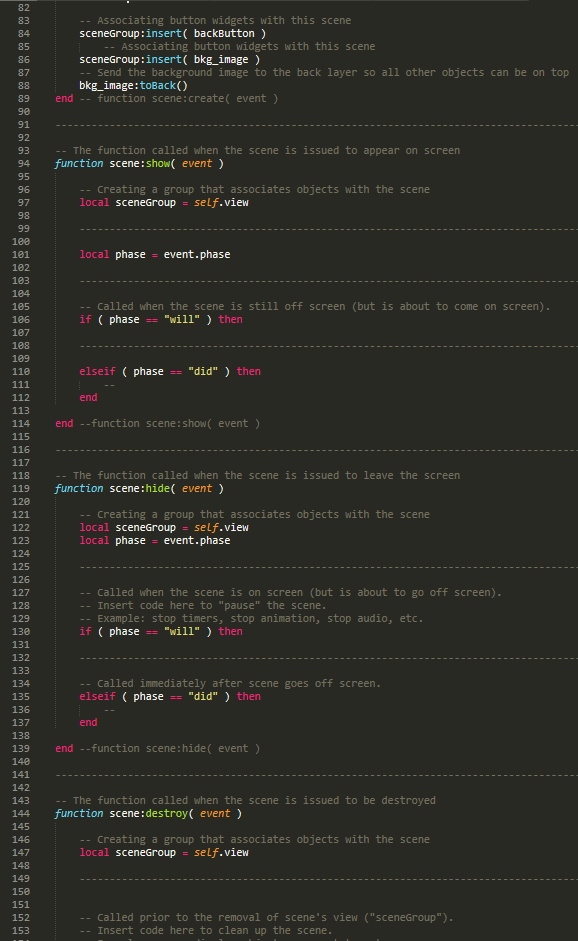 82
83 -- Associating button widgets with this scene
84 sceneGroup:insert( backButton )
85 -- Associating button widgets with this scene
86 sceneGroup:insert( bkg_image )
87 -- Send the background image to the back layer so all other objects can be on top
88 bkg_image:toBack()
89 end -- function scene:create( event )
90
91 --------------------------------------------------------------------------------
92
93 -- The function called when the scene is issued to appear on screen
94 function scene:show( event )
95
96 -- Creating a group that associates objects with the scene
97 local sceneGroup = self.view
98
99 --------------------------------------------------------------------------------
100
101 local phase = event.phase
102
103 --------------------------------------------------------------------------------
104
105 -- Called when the scene is still off screen (but is about to come on screen).
106 if ( phase == "will" ) then
107
108 --------------------------------------------------------------------------------
109
110 elseif ( phase == "did" ) then
111 --
112 end
113
114 end --function scene:show( event )
115
116 --------------------------------------------------------------------------------
117
118 -- The function called when the scene is issued to leave the screen
119 function scene:hide( event )
120
121 -- Creating a group that associates objects with the scene
122 local sceneGroup = self.view
123 local phase = event.phase
124
125 --------------------------------------------------------------------------------
126
127 -- Called when the scene is on screen (but is about to go off screen).
128 -- Insert code here to "pause" the scene.
129 -- Example: stop timers, stop animation, stop audio, etc.
130 if ( phase == "will" ) then
131
132 --------------------------------------------------------------------------------
133
134 -- Called immediately after scene goes off screen.
135 elseif ( phase == "did" ) then
136 --
137 end
138
139 end --function scene:hide( event )
140
141 --------------------------------------------------------------------------------
142
143 -- The function called when the scene is issued to be destroyed
144 function scene:destroy( event )
145
146 -- Creating a group that associates objects with the scene
147 local sceneGroup = self.view
148
149 --------------------------------------------------------------------------------
150
151
152 -- Called prior to the removal of scene's view ("sceneGroup").
153 -- Insert code here to clean up the scene.